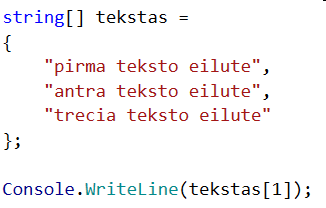 string[] tekstas =
{
    "pirma teksto eilute",
    "antra teksto eilute",
    "trecia teksto eilute"
};

Console.WriteLine(tekstas[1]);